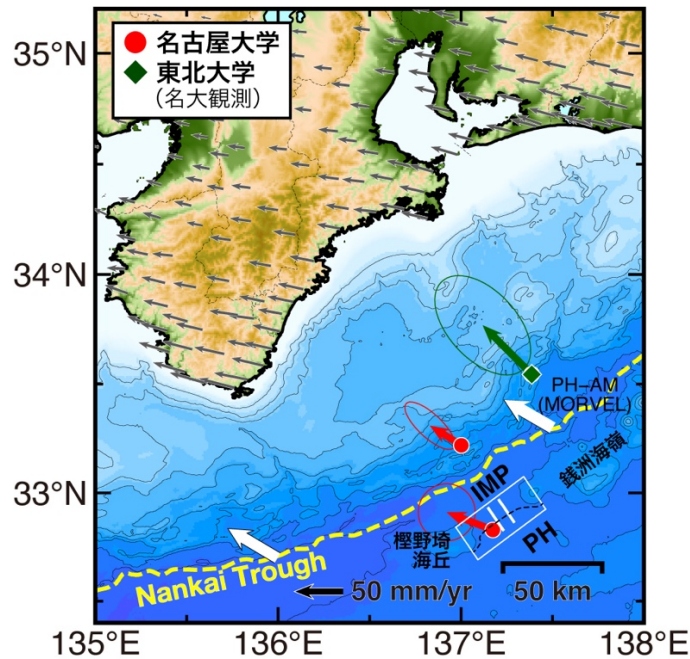 35°N
34°N
33°N
名古屋大学
東北大学
（名大観測）
PH−AM
(MORVEL)
銭洲海嶺
IMP
PH
樫野埼
海丘
Nankai Trough
50 mm/yr
50 km
135°E
136°E
137°E
138°E